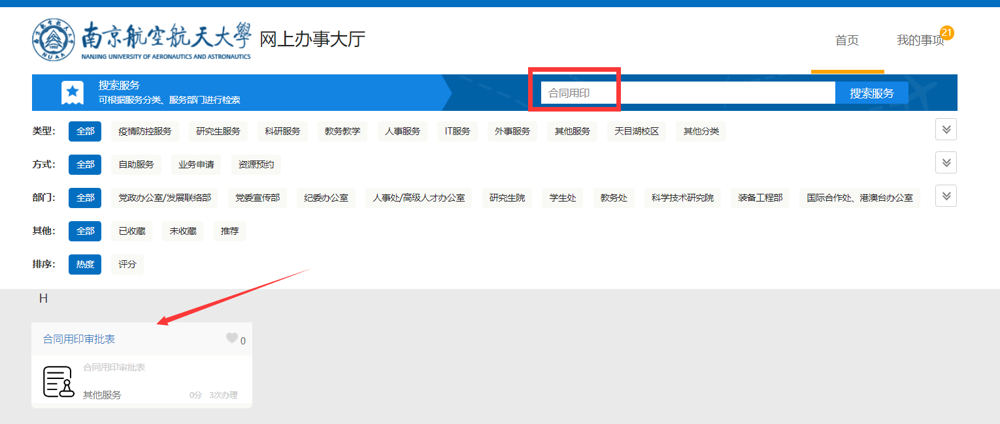 南京航空航天大學
NANJING UNIVERSITY OF AERONAUTICS AND ASTRONAUTICS
NUAA
1952
网上办事大厅
首页 我的事项 21
搜索服务
可根据服务分类、服务部门进行检索
合同用印 搜索服务
类型: 全部 疫情防控服务 研究生服务 科研服务 教务教学 人事服务 IT服务 外事服务 其他服务 天目湖校区 其他分类
方式: 全部 自助服务 业务申请 资源预约
部门: 全部 党政办公室/发展联络部 党委宣传部 纪委办公室 人事处/高级人才办公室 研究生院 学生处 教务处 科学技术研究院 装备工程部 国际合作处、港澳台办公室
其他: 全部 已收藏 未收藏 推荐
排序: 热度 评分
H
合同用印审批表 0
合同用印审批表
其他服务 0分 3次办理